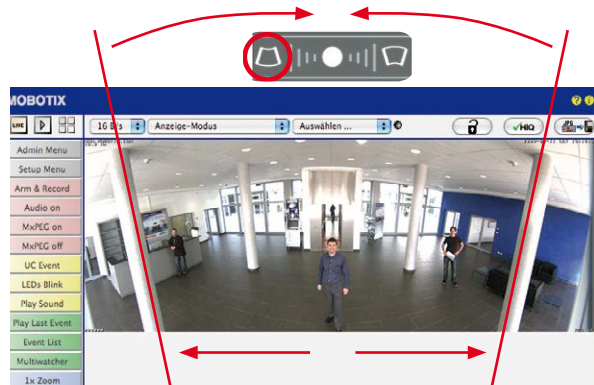 MOBOTIX
LIVE
16 B/s
Anzeige-Modus
Auswählen ...
HIQ
JPG
Admin Menu
Setup Menu
Arm & Record
Audio on
MxPEG on
MxPEG off
UC Event
LEDs Blink
Play Sound
Play Last Event
Event List
Multiwatcher
1x Zoom